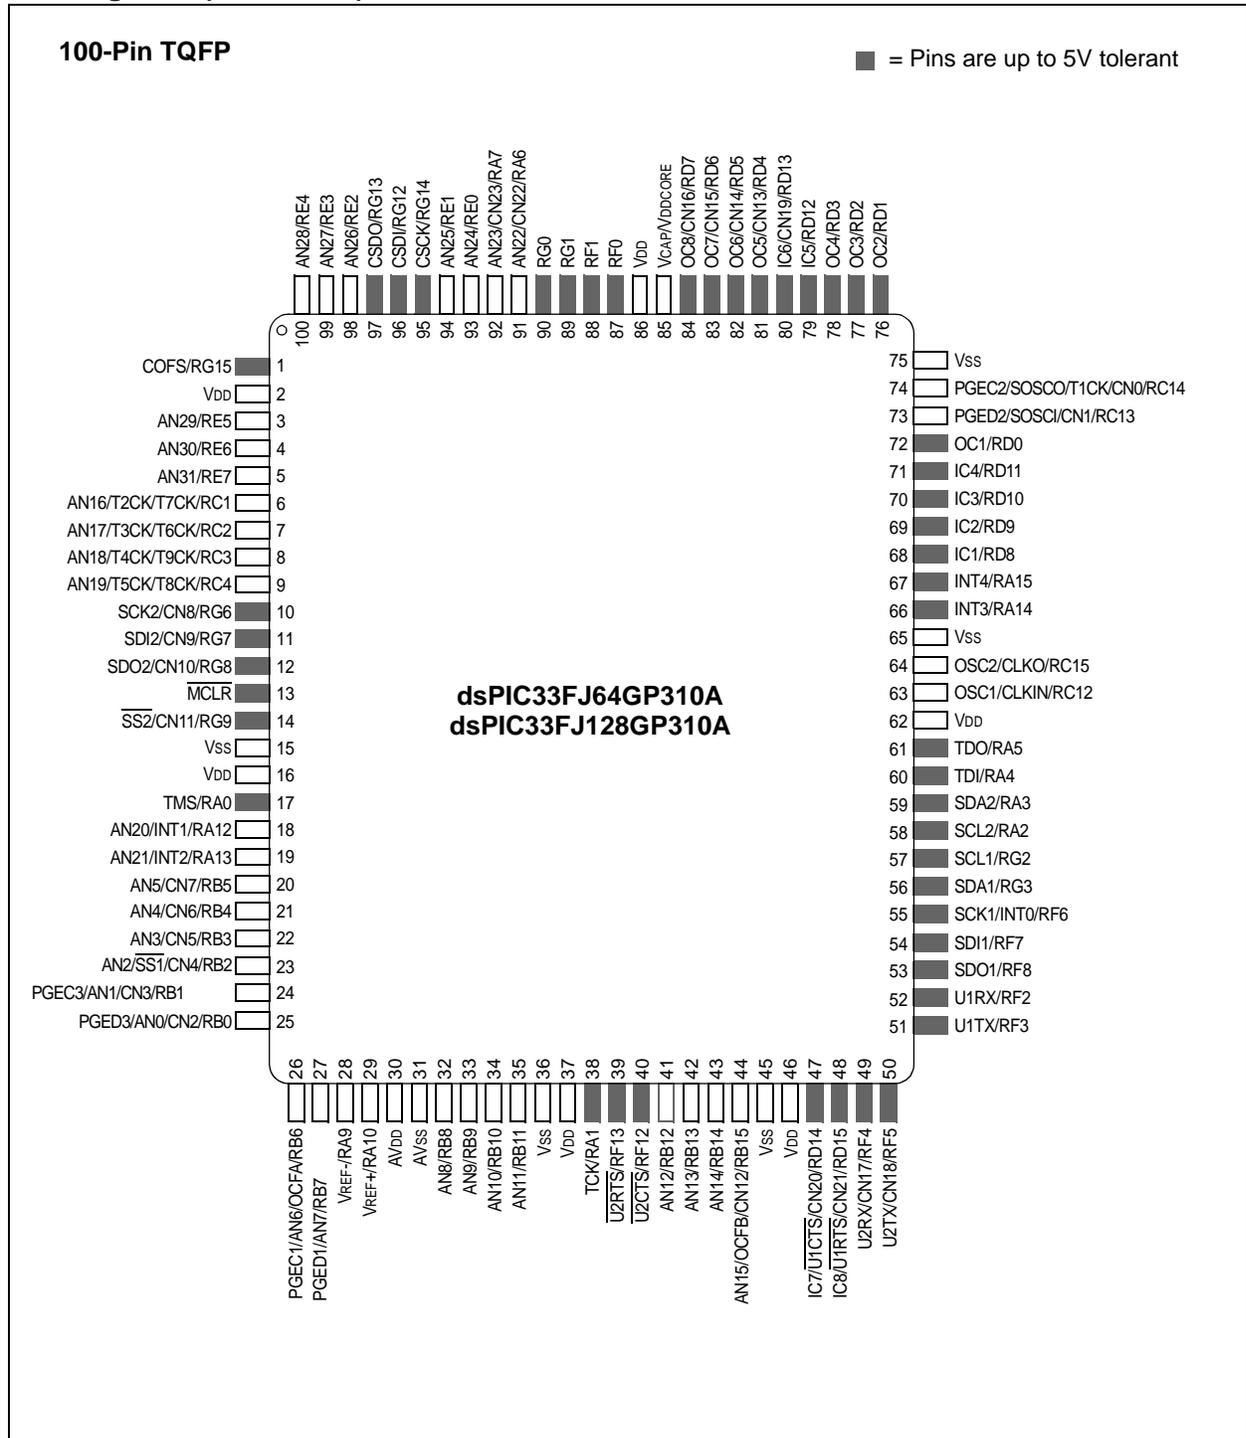 100-Pin TQFP
= Pins are up to 5V tolerant
AN28/RE4
AN27/RE3
AN26/RE2
CSDO/RG13
CSDI/RG12
CSCK/RG14
AN25/RE1
AN24/RE0
AN23/CN23/RA7
AN22/CN22/RA6
RG0
RG1
RF1
RF0
VDD
VCAP/VDDCORE
OC8/CN16/RD7
OC7/CN15/RD6
OC6/CN14/RD5
OC5/CN13/RD4
IC6/CN19/RD13
IC5/RD12
OC4/RD3
OC3/RD2
OC2/RD1
100
99
98
97
96
95
94
93
92
91
90
89
88
87
86
85
84
83
82
81
80
79
78
77
76
COFS/RG15 1
VDD 2
AN29/RE5 3
AN30/RE6 4
AN31/RE7 5
AN16/T2CK/T7CK/RC1 6
AN17/T3CK/T6CK/RC2 7
AN18/T4CK/T9CK/RC3 8
AN19/T5CK/T8CK/RC4 9
SCK2/CN8/RG6 10
SDI2/CN9/RG7 11
SDO2/CN10/RG8 12
MCLR 13
SS2/CN11/RG9 14
VSS 15
VDD 16
TMS/RA0 17
AN20/INT1/RA12 18
AN21/INT2/RA13 19
AN5/CN7/RB5 20
AN4/CN6/RB4 21
AN3/CN5/RB3 22
AN2/SS1/CN4/RB2 23
PGEC3/AN1/CN3/RB1 24
PGED3/AN0/CN2/RB0 25
dsPIC33FJ64GP310A
dsPIC33FJ128GP310A
75 VSS
74 PGEC2/SOSCO/T1CK/CN0/RC14
73 PGED2/SOSCI/CN1/RC13
72 OC1/RD0
71 IC4/RD11
70 IC3/RD10
69 IC2/RD9
68 IC1/RD8
67 INT4/RA15
66 INT3/RA14
65 VSS
64 OSC2/CLKO/RC15
63 OSC1/CLKIN/RC12
62 VDD
61 TDO/RA5
60 TDI/RA4
59 SDA2/RA3
58 SCL2/RA2
57 SCL1/RG2
56 SDA1/RG3
55 SCK1/INT0/RF6
54 SDI1/RF7
53 SDO1/RF8
52 U1RX/RF2
51 U1TX/RF3
26
27
28
29
30
31
32
33
34
35
36
37
38
39
40
41
42
43
44
45
46
47
48
49
50
PGEC1/AN6/OCFA/RB6
PGED1/AN7/RB7
VREF-/RA9
VREF+/RA10
AVDD
AVSS
AN8/RB8
AN9/RB9
AN10/RB10
AN11/RB11
VSS
VDD
TCK/RA1
U2RTS/RF13
U2CTS/RF12
AN12/RB12
AN13/RB13
AN14/RB14
AN15/OCFB/CN12/RB15
VSS
VDD
IC7/U1CTS/CN20/RD14
IC8/U1RTS/CN21/RD15
U2RX/CN17/RF4
U2TX/CN18/RF5